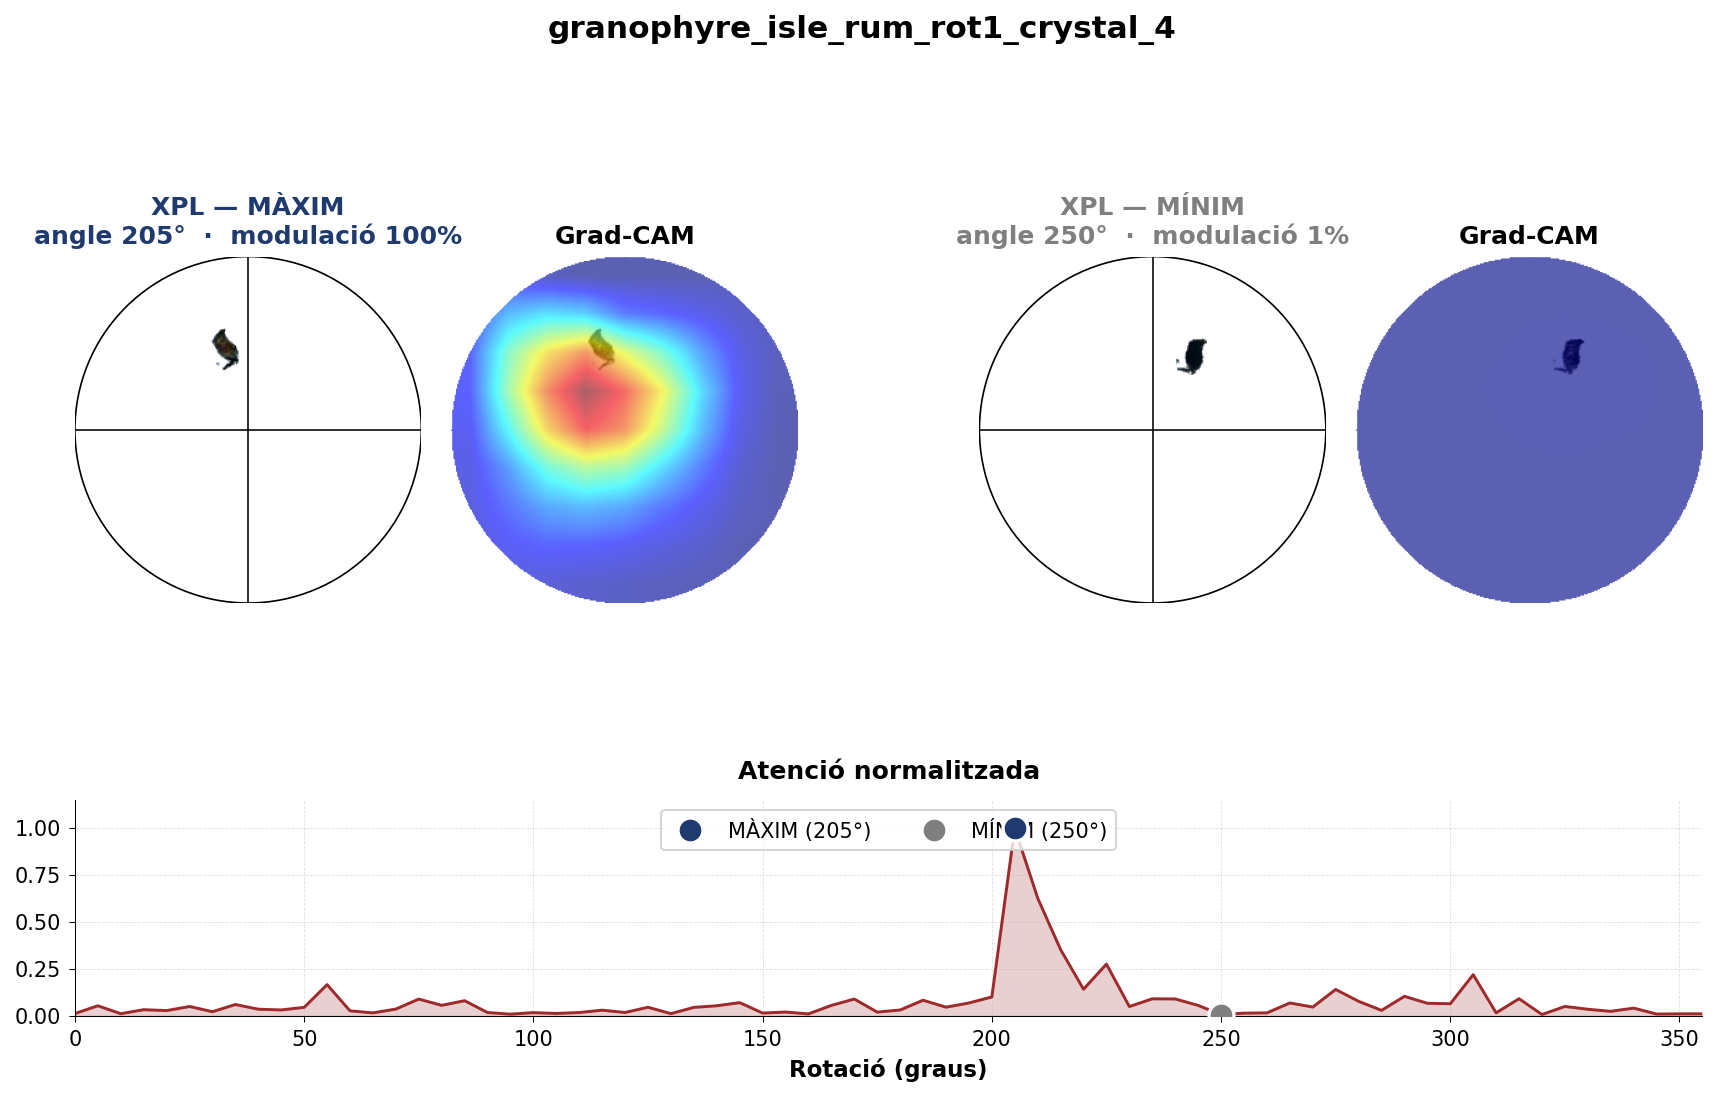 granophyre_isle_rum_rot1_crystal_4
XPL — MÀXIM
angle 205° · modulació 100%
Grad-CAM
XPL — MÍNIM
angle 250° · modulació 1%
Grad-CAM
Atenció normalitzada
MÀXIM (205°)
(250°)
1.00
0.75
0.50
0.25
0.00
0
50
100
150
200
250
300
350
Rotació (graus)